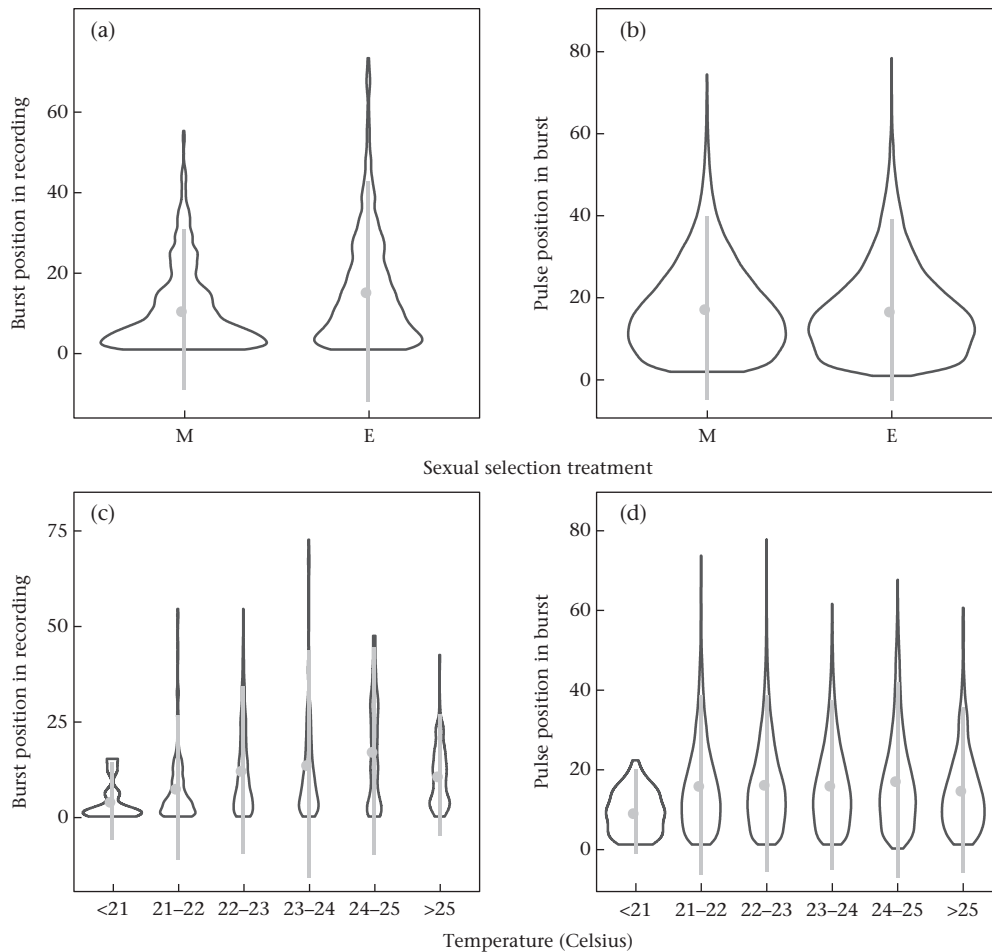 (a)
Burst position in recording
60
40
20
0
M E
(b)
Pulse position in burst
80
60
40
20
0
M E
Sexual selection treatment
(c)
Burst position in recording
75
50
25
0
<21 21–22 22–23 23–24 24–25 >25
(d)
Pulse position in burst
80
60
40
20
0
<21 21–22 22–23 23–24 24–25 >25
Temperature (Celsius)